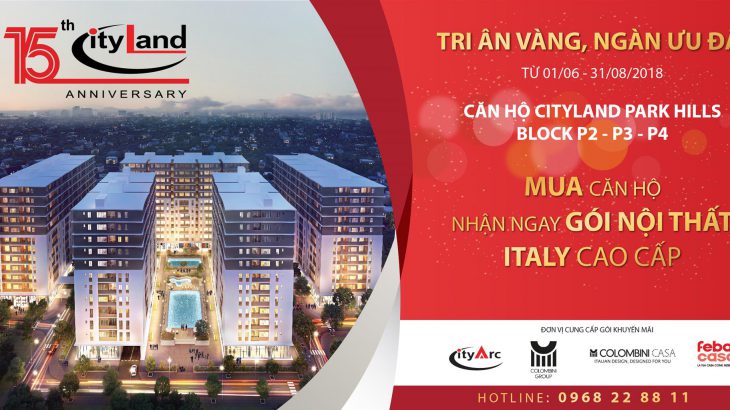 15th CityLand
ANNIVERSARY
TRI ÂN VÀNG, NGÀN ƯU Đ
TỪ 01/06 - 31/08/2018
CĂN HỘ CITYLAND PARK HILLS
BLOCK P2 - P3 - P4
MUA CĂN HỘ
NHẬN NGAY GÓI NỘI THẤT
ITALY CAO CẤP
ĐƠN VỊ CUNG CẤP GÓI KHUYẾN MÃI
cityArc
COLOMBINI GROUP
COLOMBINI CASA
ITALIAN DESIGN, DESIGNED FOR YOU
febal casa
HOTLINE: 0968 22 88 11